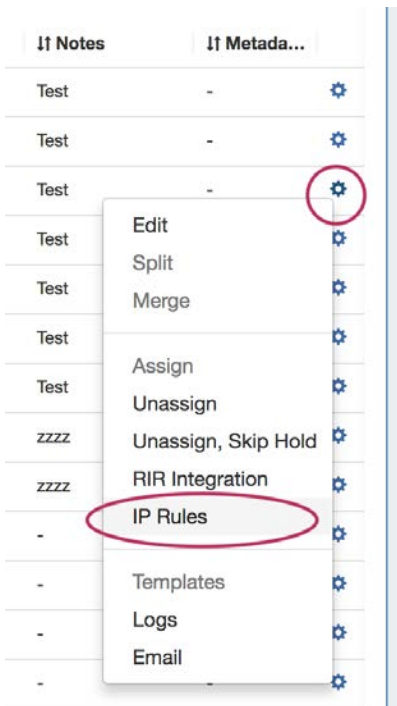 ↓↑ Notes ↓↑ Metada...
Test -
Test -
Test -
Test
Test
Test
Test
zzzz
zzzz
-
-
-
- -
Edit
Split
Merge
Assign
Unassign
Unassign, Skip Hold
RIR Integration
IP Rules
Templates
Logs
Email